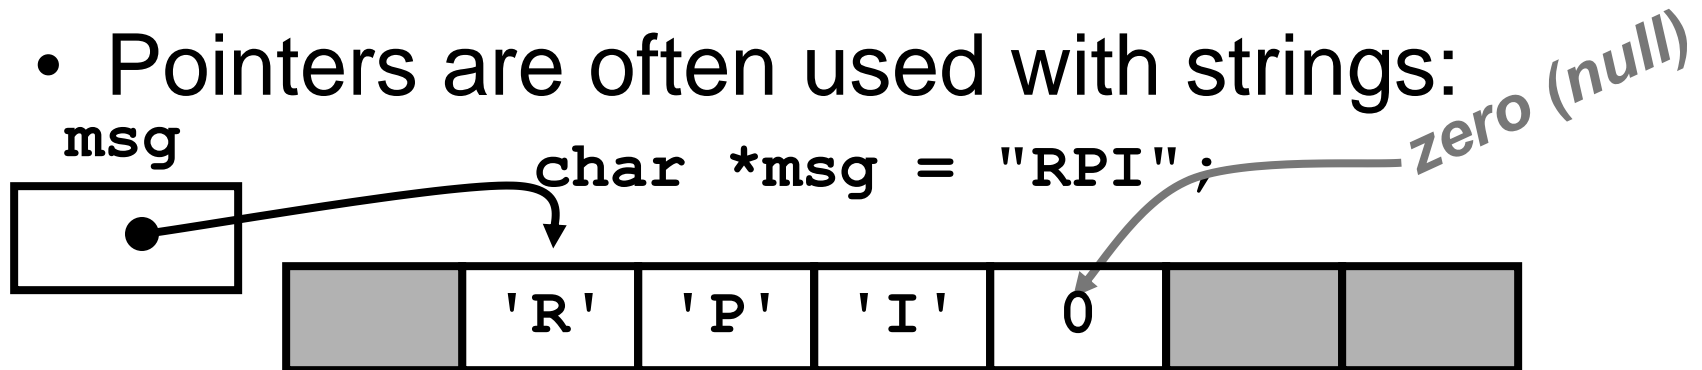 • Pointers are often used with strings:
zero (null)
msg
char *msg = "RPI";
'R' 'P' 'I' 0